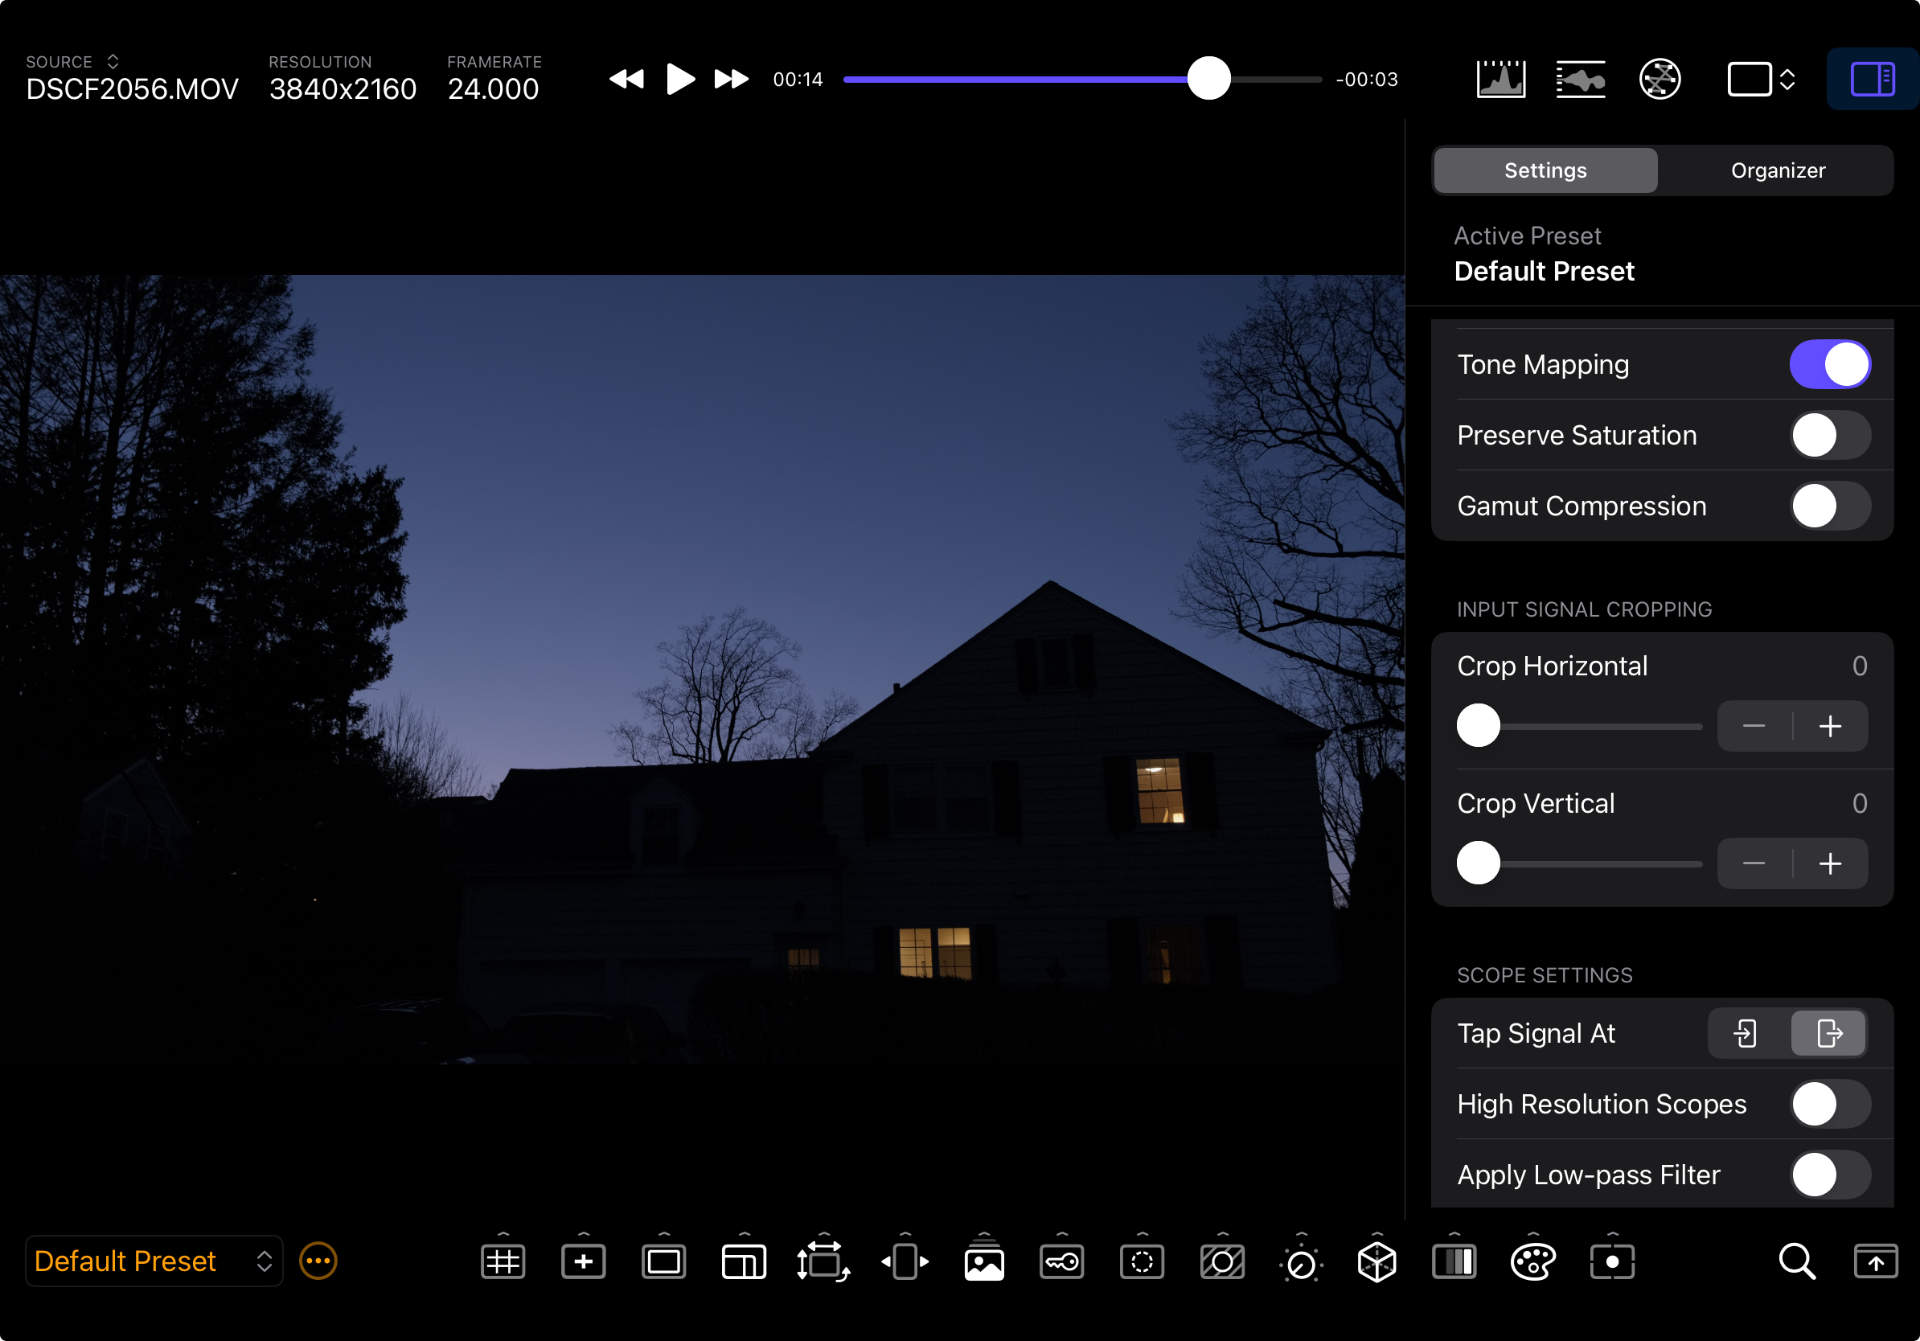 SOURCE
RESOLUTION
FRAMERATE
DSCF2056.MOV
3840x2160
24.000
00:14
-00:03
Settings
Organizer
Active Preset
Default Preset
Tone Mapping
Preserve Saturation
Gamut Compression
INPUT SIGNAL CROPPING
Crop Horizontal
0
Crop Vertical
0
SCOPE SETTINGS
Tap Signal At
High Resolution Scopes
Apply Low-pass Filter
Default Preset